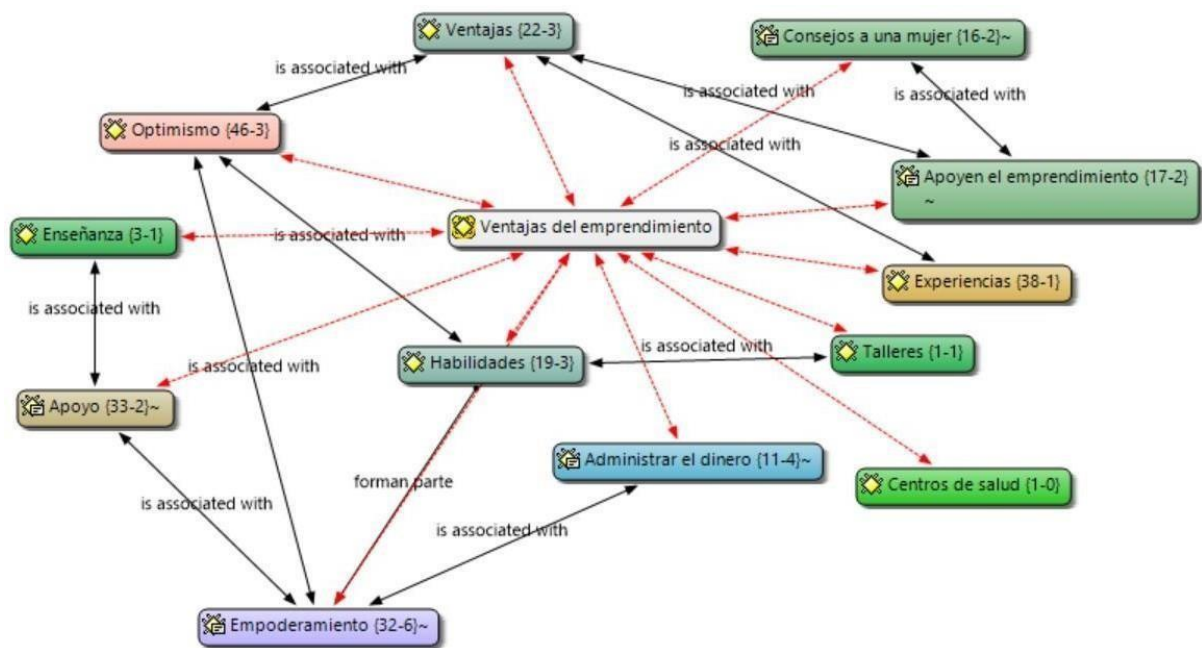 Ventajas {22-3}
Consejos a una mujer {16-2}~
is associated with
is associated with
is associated with
Optimismo {46-3}
is associated with
Apoyen el emprendimiento {17-2}
~
Ventajas del emprendimiento
Enseñanza {3-1}
is associated with
Experiencias {38-1}
is associated with
is associated with
Talleres {1-1}
Habilidades {19-3}
is associated with
Apoyo {33-2}~
Administrar el dinero {11-4}~
Centros de salud {1-0}
forman parte
is associated with
is associated with
Empoderamiento {32-6}~